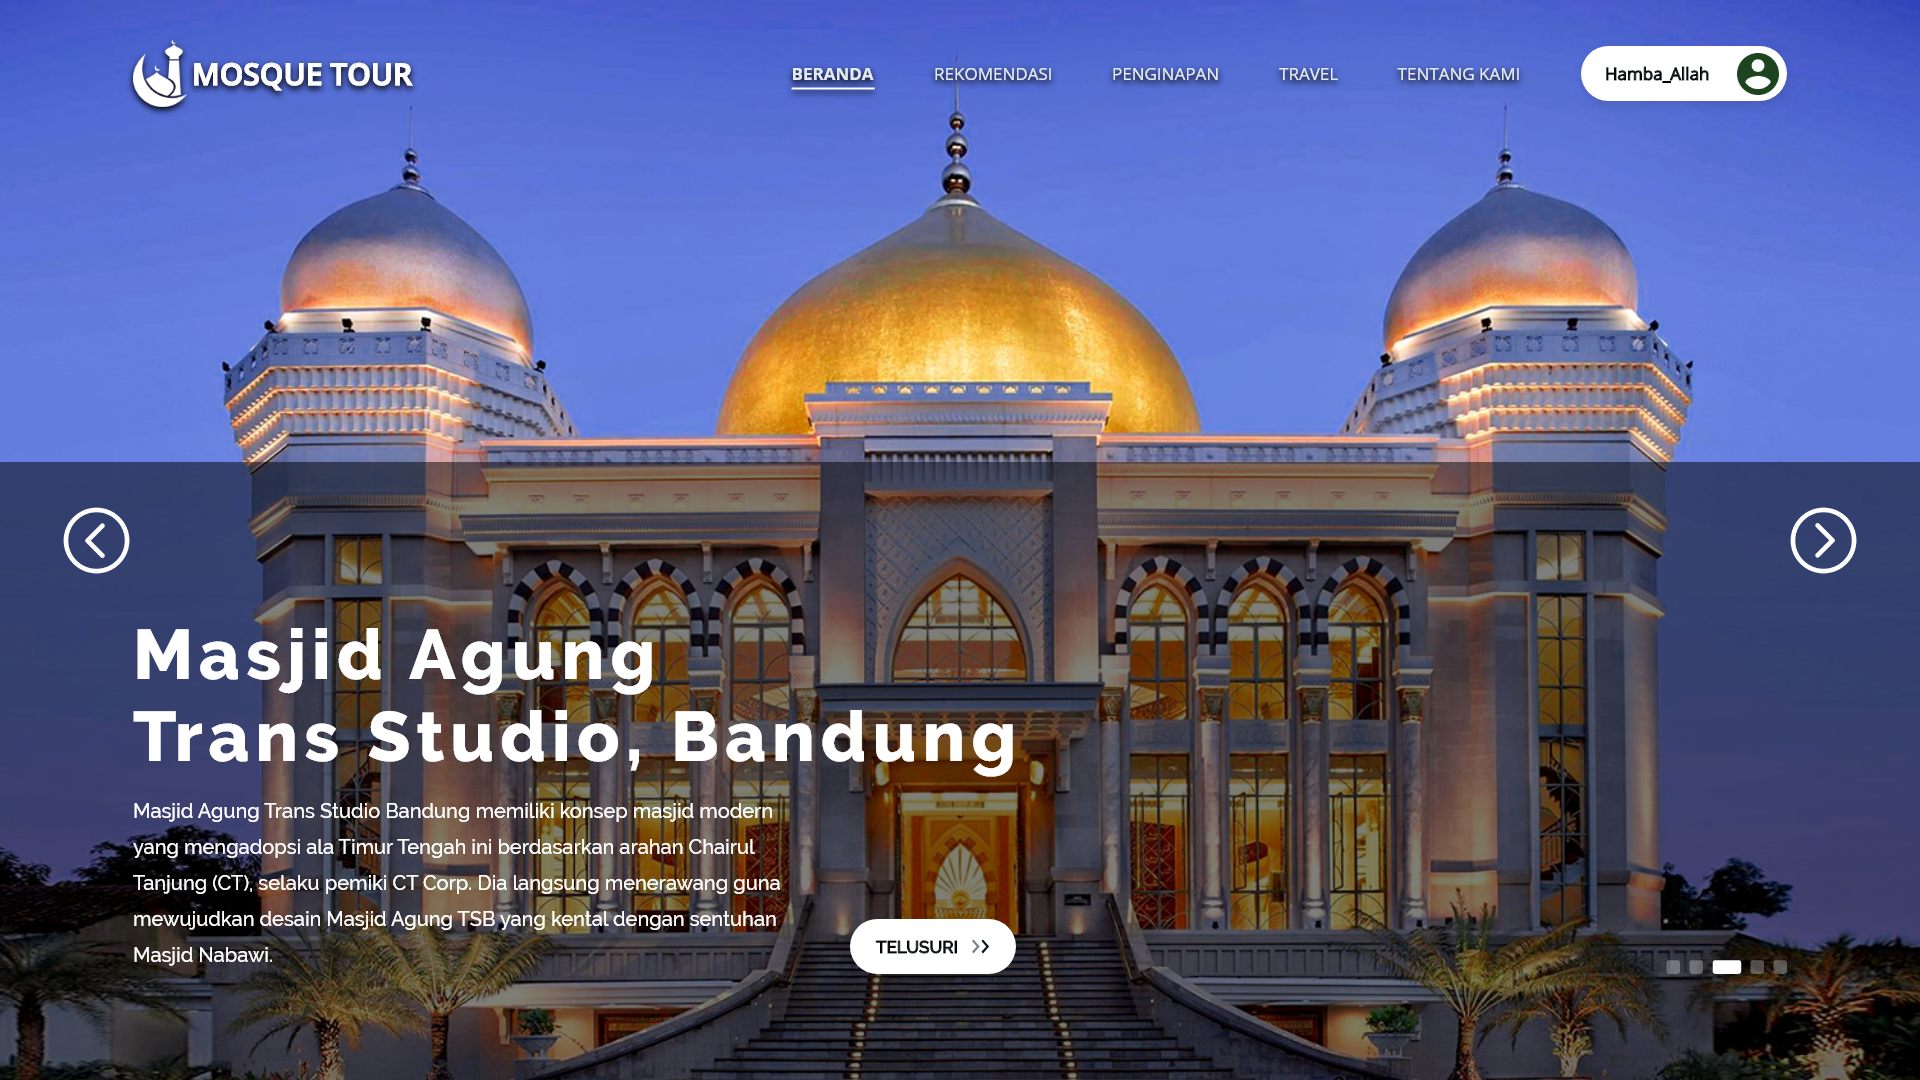 MOSQUE TOUR
BERANDA
REKOMENDASI
PENGINAPAN
TRAVEL
TENTANG KAMI
Hamba_Allah
Masjid Agung
Trans Studio, Bandung
Masjid Agung Trans Studio Bandung memiliki konsep masjid modern
yang mengadopsi ala Timur Tengah ini berdasarkan arahan Chairul
Tanjung (CT), selaku pemiki CT Corp. Dia langsung menerawang guna
mewujudkan desain Masjid Agung TSB yang kental dengan sentuhan
Masjid Nabawi.
TELUSURI